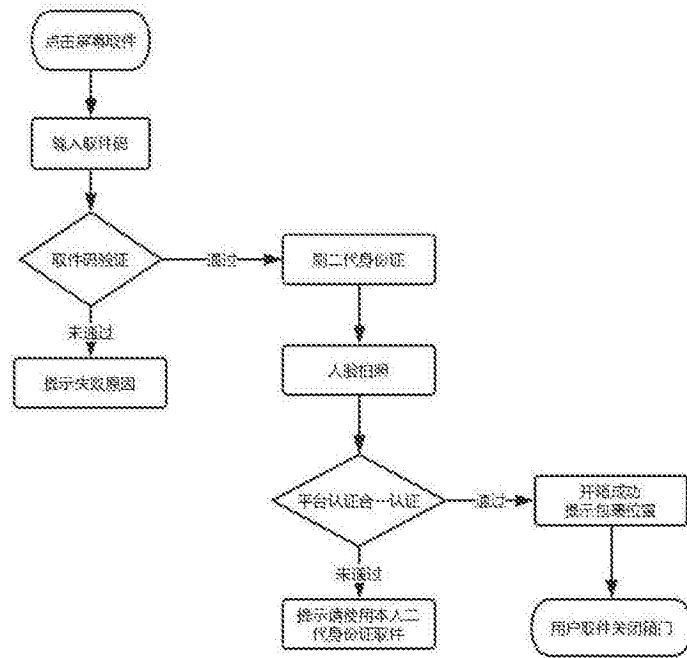 点击屏幕取件
输入取件码
取件码验证
通过
刷二代身份证
未通过
提示失败原因
人脸拍照
平台认证合一认证
通过
开箱成功
提示包裹位置
未通过
提示请使用本人二
代身份证取件
用户取件关闭箱门